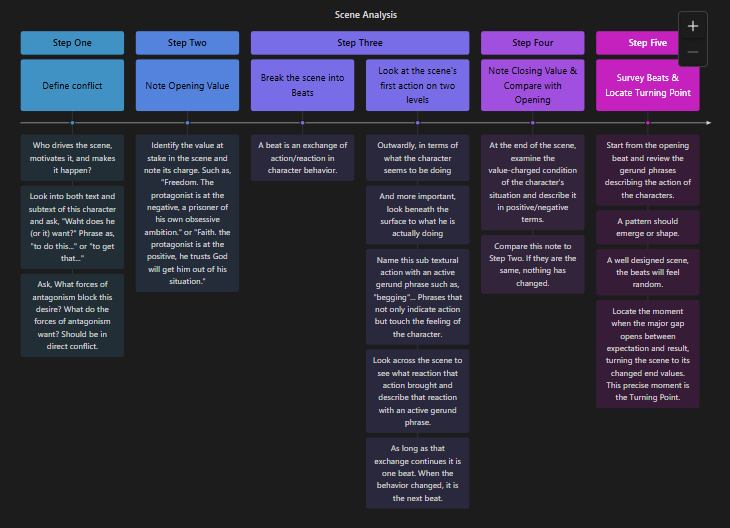 Scene Analysis
Step One
Define conflict
Who drives the scene,
motivates it, and makes
it happen?
Look into both text and
subtext of this character
and ask, "Waht does he
(or it) want?" Phrase as,
"to do this..." or "to get
that..."
Ask, What forces of
antagonism block this
desire? What do the
forces of antagonism
want? Should be in
direct conflict.
Step Two
Note Opening Value
Identify the value at
stake in the scene and
note its charge. Such as,
"Freedom. The
protagonist is at the
negative, a prisoner of
his own obsessive
ambition." or "Faith. the
protagonist is at the
positive, he trusts God
will get him out of his
situation."
Step Three
Break the scene into
Beats
A beat is an exchange of
action/reaction in
character behavior.
Look at the scene's
first action on two
levels
Outwardly, in terms of
what the character
seems to be doing
And more important,
look beneath the
surface to what he is
actually doing
Name this sub textural
action with an active
gerund phrase such as,
"begging"... Phrases that
not only indicate action
but touch the feeling of
the character.
Look across the scene to
see what reaction that
action brought and
describe that reaction
with an active gerund
phrase.
As long as that
exchange continues it is
one beat. When the
behavior changed, it is
the next beat.
Step Four
Note Closing Value &
Compare with
Opening
At the end of the scene,
examine the
value-charged condition
of the character's
situation and describe it
in positive/negative
terms.
Compare this note to
Step Two. If they are the
same, nothing has
changed.
Step Five
Survey Beats &
Locate Turning Point
Start from the opening
beat and review the
gerund phrases
describing the action of
the characters.
A pattern should
emerge or shape.
A well designed scene,
the beats will feel
random.
Locate the moment
when the major gap
opens between
expectation and result,
turning the scene to its
changed end values.
This precise moment is
the Turning Point.